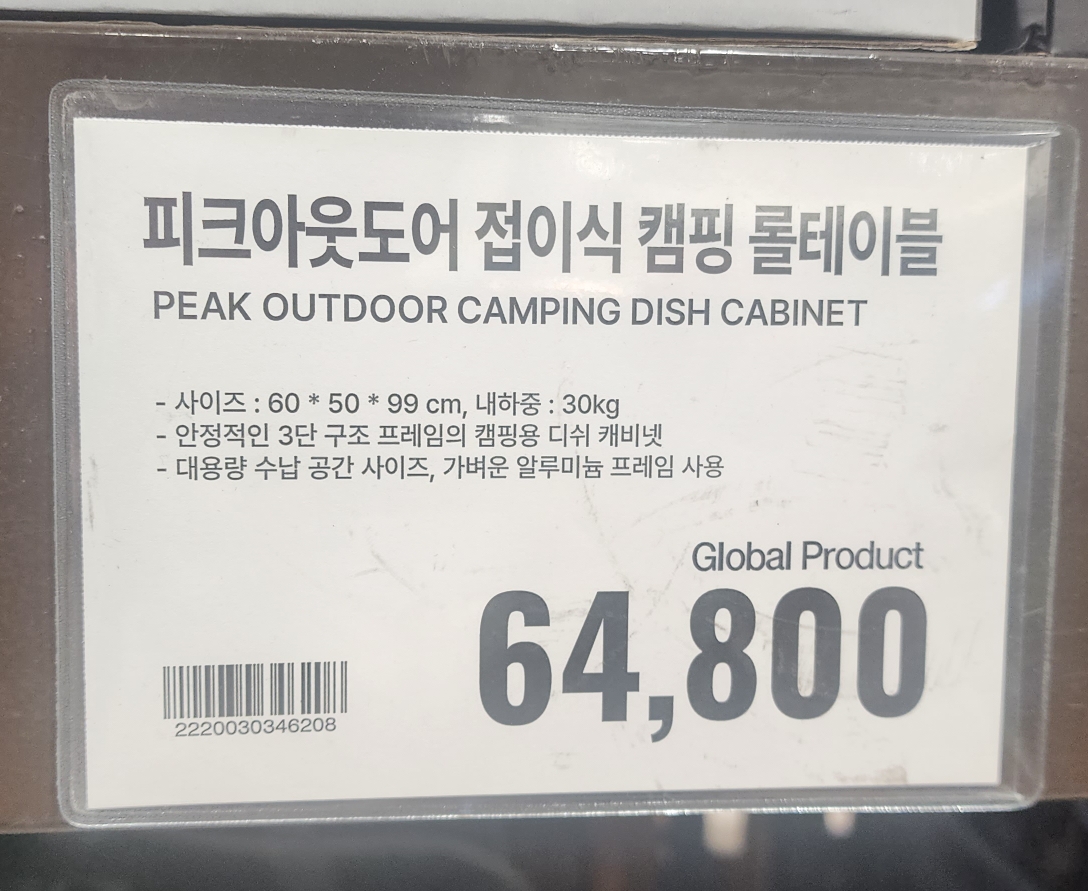 피크아웃도어 접이식 캠핑 롤테이블
PEAK OUTDOOR CAMPING DISH CABINET
- 사이즈 : 60 * 50 * 99 cm, 내하중 : 30kg
- 안정적인 3단 구조 프레임의 캠핑용 디쉬 캐비넷
- 대용량 수납 공간 사이즈, 가벼운 알루미늄 프레임 사용
Global Product
64,800
2220030346208